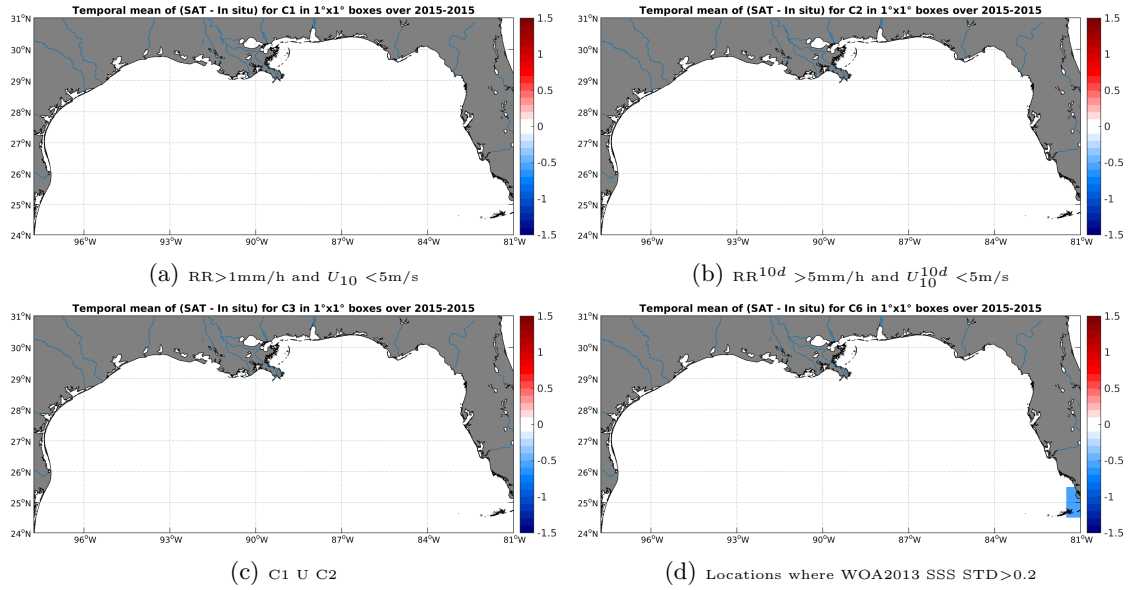 Temporal mean of (SAT - In situ) for C1 in 1°x1° boxes over 2015-2015
31°N
30°N
29°N
28°N
27°N
26°N
25°N
24°N
96°W
93°W
90°W
87°W
84°W
81°W
1.5
1
0.5
0
-0.5
-1
-1.5
(a) RR>1mm/h and U10 <5m/s
Temporal mean of (SAT - In situ) for C2 in 1°x1° boxes over 2015-2015
31°N
30°N
29°N
28°N
27°N
26°N
25°N
24°N
96°W
93°W
90°W
87°W
84°W
81°W
1.5
1
0.5
0
-0.5
-1
-1.5
(b) RR^10d >5mm/h and U10^10d <5m/s
Temporal mean of (SAT - In situ) for C3 in 1°x1° boxes over 2015-2015
31°N
30°N
29°N
28°N
27°N
26°N
25°N
24°N
96°W
93°W
90°W
87°W
84°W
81°W
1.5
1
0.5
0
-0.5
-1
-1.5
(c) C1 U C2
Temporal mean of (SAT - In situ) for C6 in 1°x1° boxes over 2015-2015
31°N
30°N
29°N
28°N
27°N
26°N
25°N
24°N
96°W
93°W
90°W
87°W
84°W
81°W
1.5
1
0.5
0
-0.5
-1
-1.5
(d) Locations where WOA2013 SSS STD>0.2